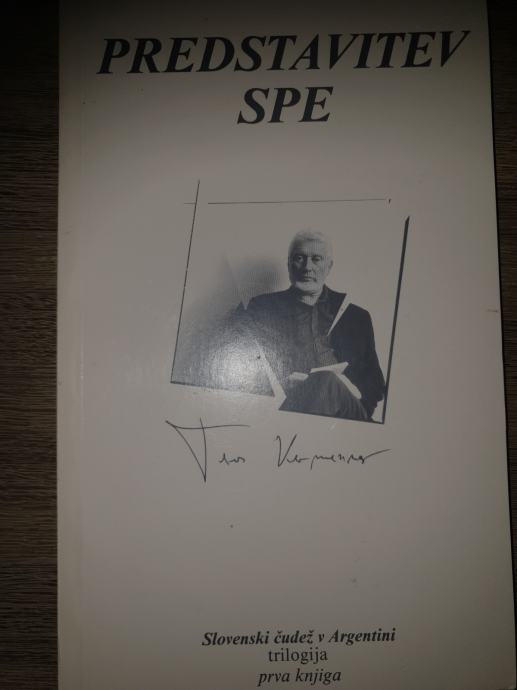 PREDSTAVITEV
SPE
Slovenski čudež v Argentini
trilogija
prva knjiga